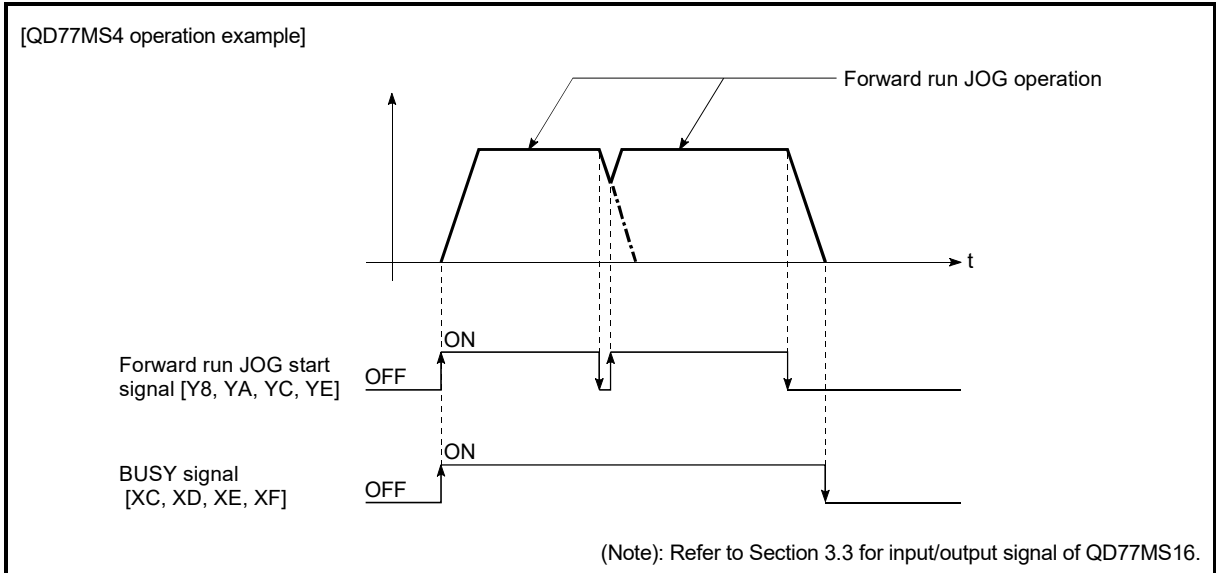 [QD77MS4 operation example]
Forward run JOG operation
t
ON
Forward run JOG start
signal [Y8, YA, YC, YE]
OFF
ON
BUSY signal
[XC, XD, XE, XF]
OFF
(Note): Refer to Section 3.3 for input/output signal of QD77MS16.